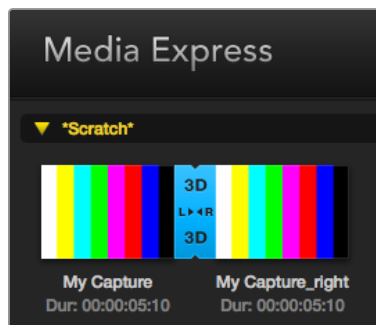 Media Express
*Scratch*
3D
L R
3D
My Capture My Capture_right
Dur: 00:00:05:10 Dur: 00:00:05:10